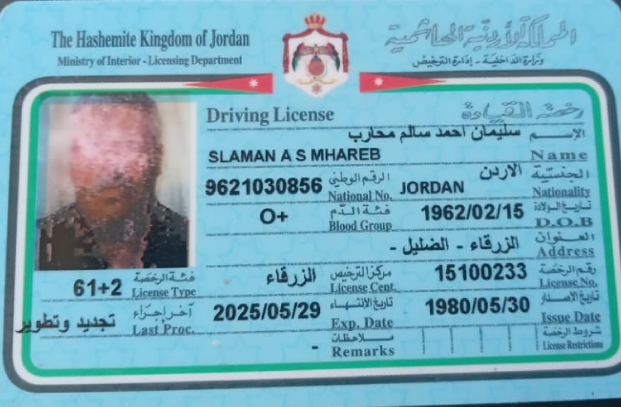 The Hashemite Kingdom of Jordan
المملكة الأردنية الهاشمية
Ministry of Interior - Licensing Department
وزارة الداخلية - إدارة الترخيص
Driving License
رخصة القيادة
الإسم سليمان احمد سالم محارب
SLAMAN A S MHAREB Name
9621030856 الرقم الوطني National No. JORDAN الاردن الجنسية Nationality
O+ فئة الدم Blood Group 1962/02/15 تاريخ الولادة D.O.B
الزرقاء - الضليل - العنوان Address
61+2 فئة الرخصة License Type الزرقاء مركز الترخيص License Cent. 15100233 رقم الرخصة License No.
تجديد وتطوير آخر إجراء Last Proc. 2025/05/29 تاريخ الانتهاء Exp. Date 1980/05/30 تاريخ الإصدار Issue Date
- ملاحظات Remarks شروط الرخصة License Restrictions